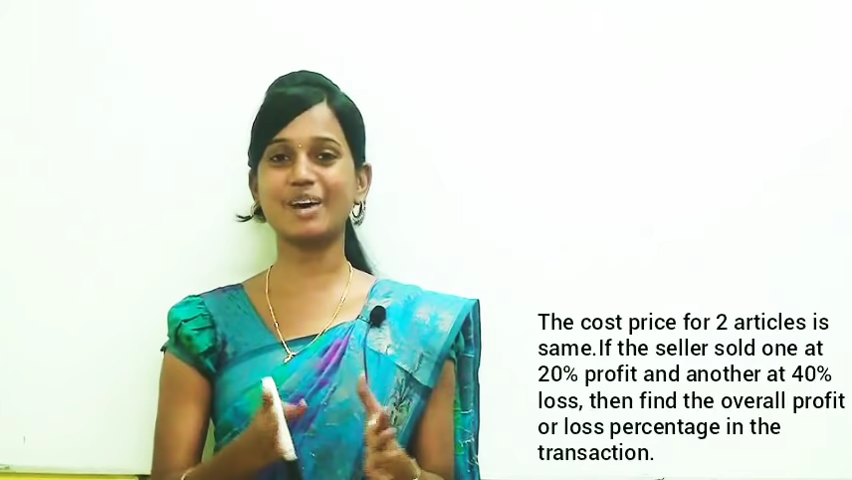 The cost price for 2 articles is
same.If the seller sold one at
20% profit and another at 40%
loss, then find the overall profit
or loss percentage in the
transaction.